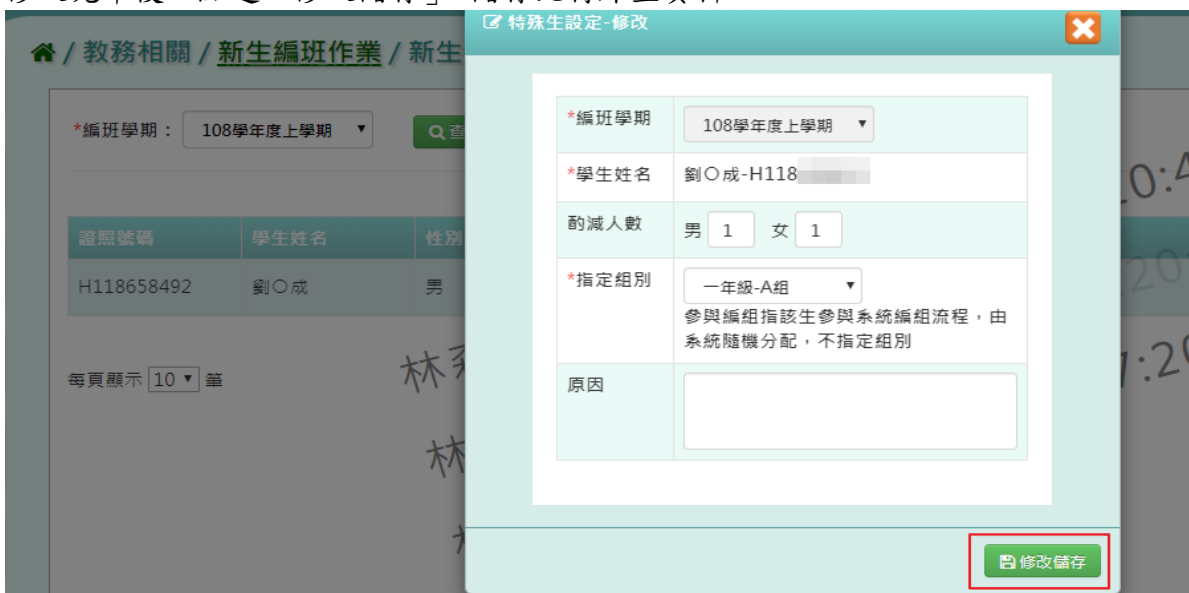 特殊生設定-修改
/ 教務相關 / 新生編班作業 / 新生
*編班學期： 108學年度上學期
*編班學期 108學年度上學期
*學生姓名 劉〇成-H118
酌減人數 男 1 女 1
*指定組別 一年級-A組
參與編組指該生參與系統編組流程，由
系統隨機分配，不指定組別
原因
證照號碼 學生姓名 性別
H118658492 劉〇成 男
每頁顯示 10 筆
林
林
修改儲存